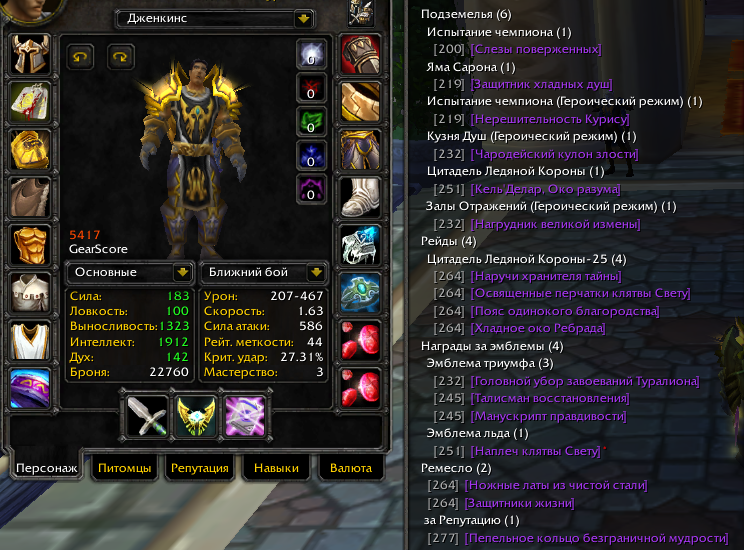 Дженкинс
0
0
0
0
0
5417
GearScore
Основные
Ближний бой
Сила: 183
Ловкость: 100
Выносливость: 1323
Интеллект: 1912
Дух: 142
Броня: 22760
Урон: 207-467
Скорость: 1.63
Сила атаки: 586
Рейт. меткости: 44
Крит. удар: 27.31%
Мастерство: 3
Персонаж
Питомцы
Репутация
Навыки
Валюта
Подземелья (6)
Испытание чемпиона (1)
[200] [Слезы поверженных]
Яма Сарона (1)
[219] [Защитник хладных душ]
Испытание чемпиона (Героический режим) (1)
[219] [Нерешительность Курису]
Кузня Душ (Героический режим) (1)
[232] [Чародейский кулон злости]
Цитадель Ледяной Короны (1)
[251] [Кель'Делар, Око разума]
Залы Отражений (Героический режим) (1)
[232] [Нагрудник великой измены]
Рейды (4)
Цитадель Ледяной Короны-25 (4)
[264] [Наручи хранителя тайны]
[264] [Освященные перчатки клятвы Свету]
[264] [Пояс одинокого благородства]
[264] [Хладное око Ребрада]
Награды за эмблемы (4)
Эмблема триумфа (3)
[232] [Головной убор завоеваний Туралиона]
[245] [Талисман восстановления]
[245] [Манускрипт правдивости]
Эмблема льда (1)
[251] [Наплеч клятвы Свету]*
Ремесло (2)
[264] [Ножные латы из чистой стали]
[264] [Защитники жизни]
за Репутацию (1)
[277] [Пепельное кольцо безграничной мудрости]